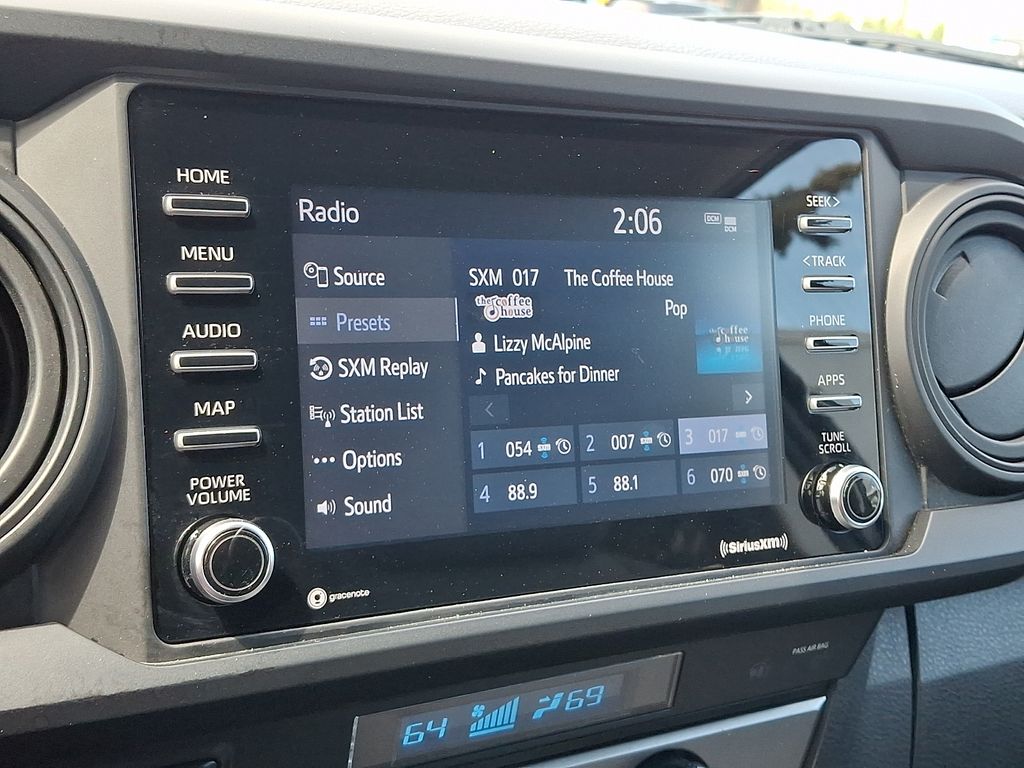 HOME
MENU
AUDIO
MAP
POWER
VOLUME
Radio
2:06
DCM
DCM
Source
Presets
SXM Replay
Station List
Options
Sound
SXM 017 The Coffee House
the coffee house
Pop
Lizzy McAlpine
Pancakes for Dinner
coffee
house
1 054 2 007 3 017
4 88.9 5 88.1 6 070
SEEK >
< TRACK
PHONE
APPS
TUNE
SCROLL
gracenote
SiriusXM
PASS AIR BAG
64 69